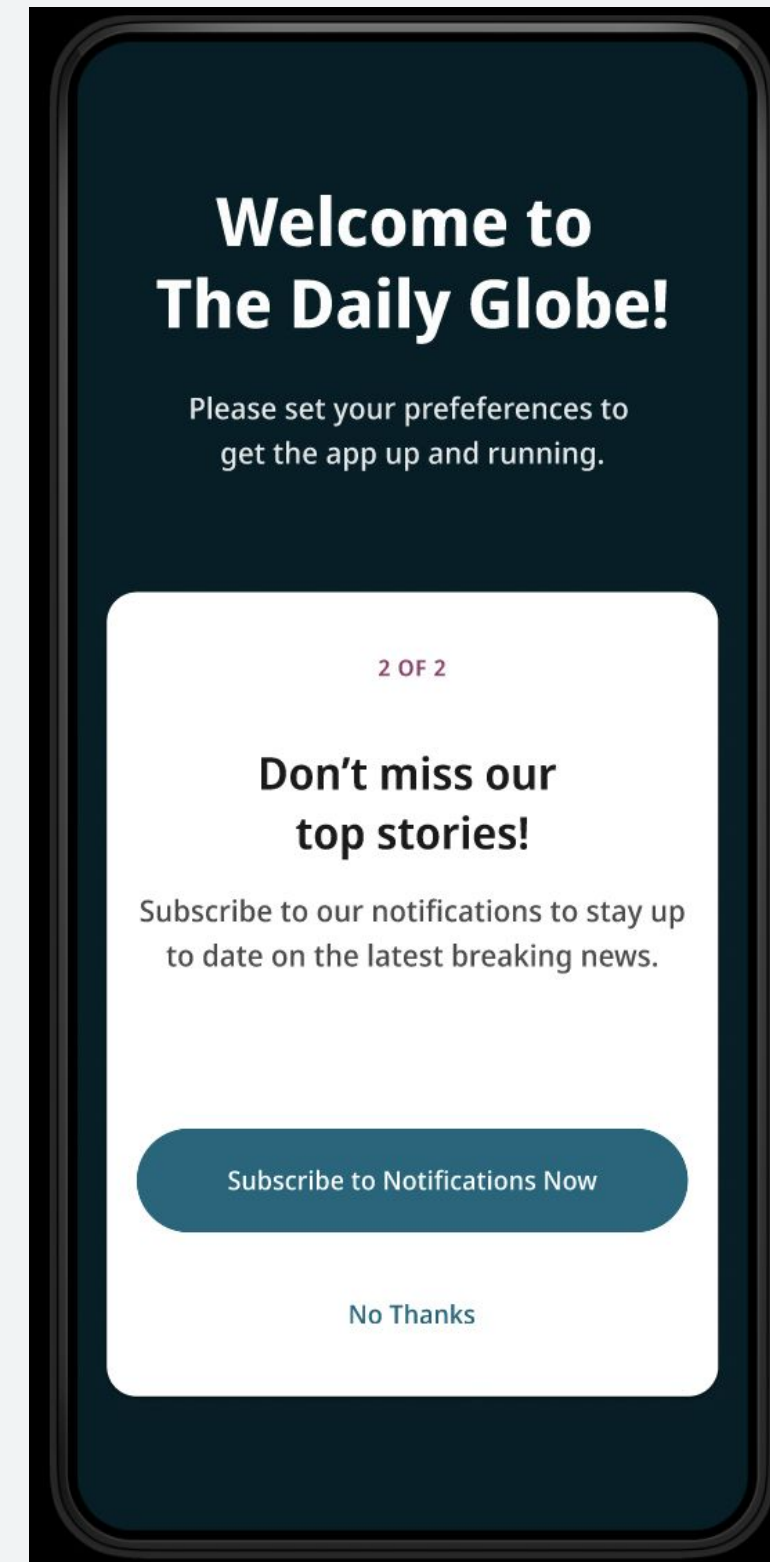 Welcome to
The Daily Globe!
Please set your prefeferences to
get the app up and running.
2 OF 2
Don’t miss our
top stories!
Subscribe to our notifications to stay up
to date on the latest breaking news.
Subscribe to Notifications Now
No Thanks